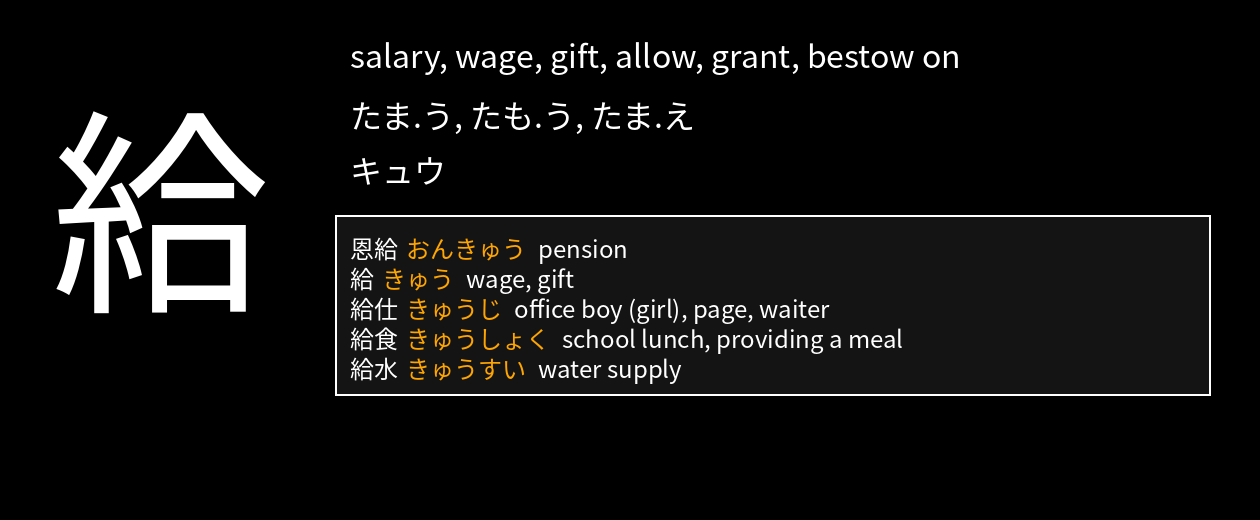 給
salary, wage, gift, allow, grant, bestow on
たま.う, たも.う, たま.え
キュウ
恩給 おんきゅう pension
給 きゅう wage, gift
給仕 きゅうじ office boy (girl), page, waiter
給食 きゅうしょく school lunch, providing a meal
給水 きゅうすい water supply